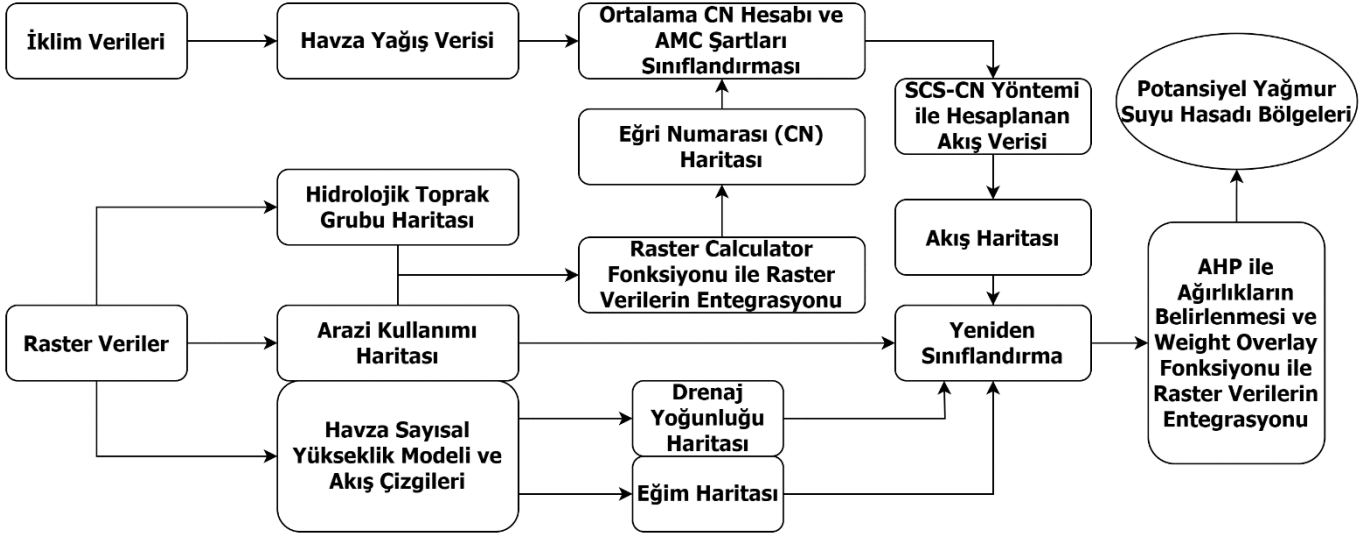 İklim Verileri
Havza Yağış Verisi
Ortalama CN Hesabı ve
AMC Şartları
Sınıflandırması
SCS-CN Yöntemi
ile Hesaplanan
Akış Verisi
Potansiyel Yağmur
Suyu Hasadı Bölgeleri
Eğri Numarası (CN)
Haritası
Hidrolojik Toprak
Grubu Haritası
Raster Calculator
Fonksiyonu ile Raster
Verilerin Entegrasyonu
Akış Haritası
Raster Veriler
Arazi Kullanımı
Haritası
Yeniden
Sınıflandırma
AHP ile
Ağırlıkların
Belirlenmesi ve
Weight Overlay
Fonksiyonu ile
Raster Verilerin
Entegrasyonu
Havza Sayısal
Yükseklik Modeli ve
Akış Çizgileri
Drenaj
Yoğunluğu
Haritası
Eğim Haritası